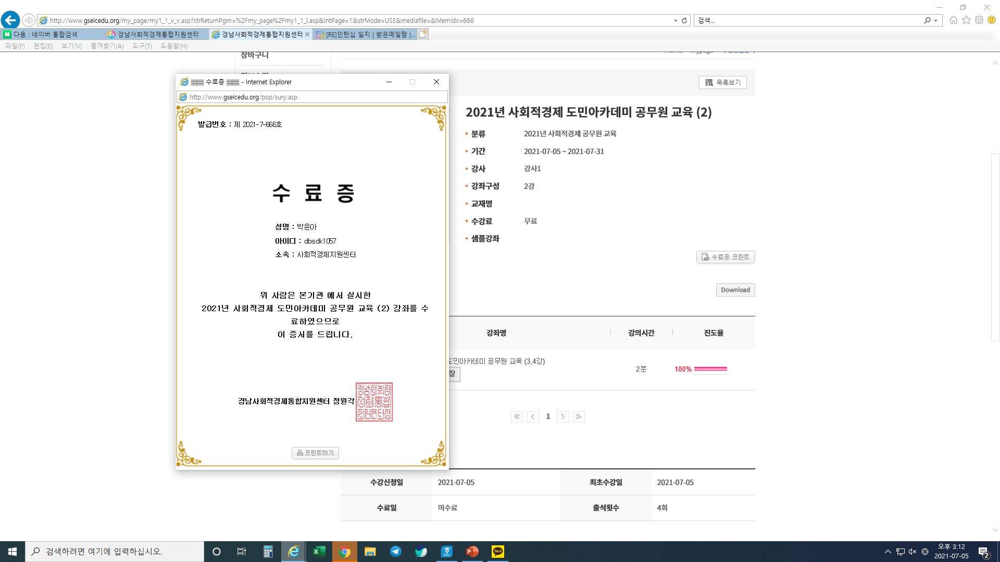 http://www.gseicedu.org/my_page/my1_1_v_v.asp?strReturnPgm=%2Fmy_page%2Fmy1_1_l.asp&intPage=1&strMode=USE&mediafile=&MemIdx=666
검색...
다음 : 네이버 통합검색
경남사회적경제통합지원센터
경남사회적경제통합지원센터
[RE]인턴십 일지 | 받은메일함 |...
파일(F) 편집(E) 보기(V) 즐겨찾기(A) 도구(T) 도움말(H)
장바구니
수료증 - Internet Explorer
http://www.gseicedu.org/pop/sury.asp
발급번호 : 제 2021-7-666호
수 료 증
성명 : 박윤아
아이디 : dbsdk1057
소속 : 사회적경제지원센터
위 사람은 본기관 에서 실시한
2021년 사회적경제 도민아카데미 공무원 교육 (2) 강좌를 수
료하였으므로
이 증서를 드립니다.
경남사회적경제통합지원센터 정원각
프린트하기
목록보기
2021년 사회적경제 도민아카데미 공무원 교육 (2)
분류 2021년 사회적경제 공무원 교육
기간 2021-07-05 ~ 2021-07-31
강사 강사1
강좌구성 2강
교재명
수강료 무료
샘플강좌
수료증 프린트
Download
강좌명 강의시간 진도율
도민아카데미 공무원 교육 (3,4강)
질
2분
100%
1
수강신청일 2021-07-05 최초수강일 2021-07-05
수료일 미수료 출석횟수 4회
검색하려면 여기에 입력하십시오.
TALK
오후 3:12
2021-07-05
2